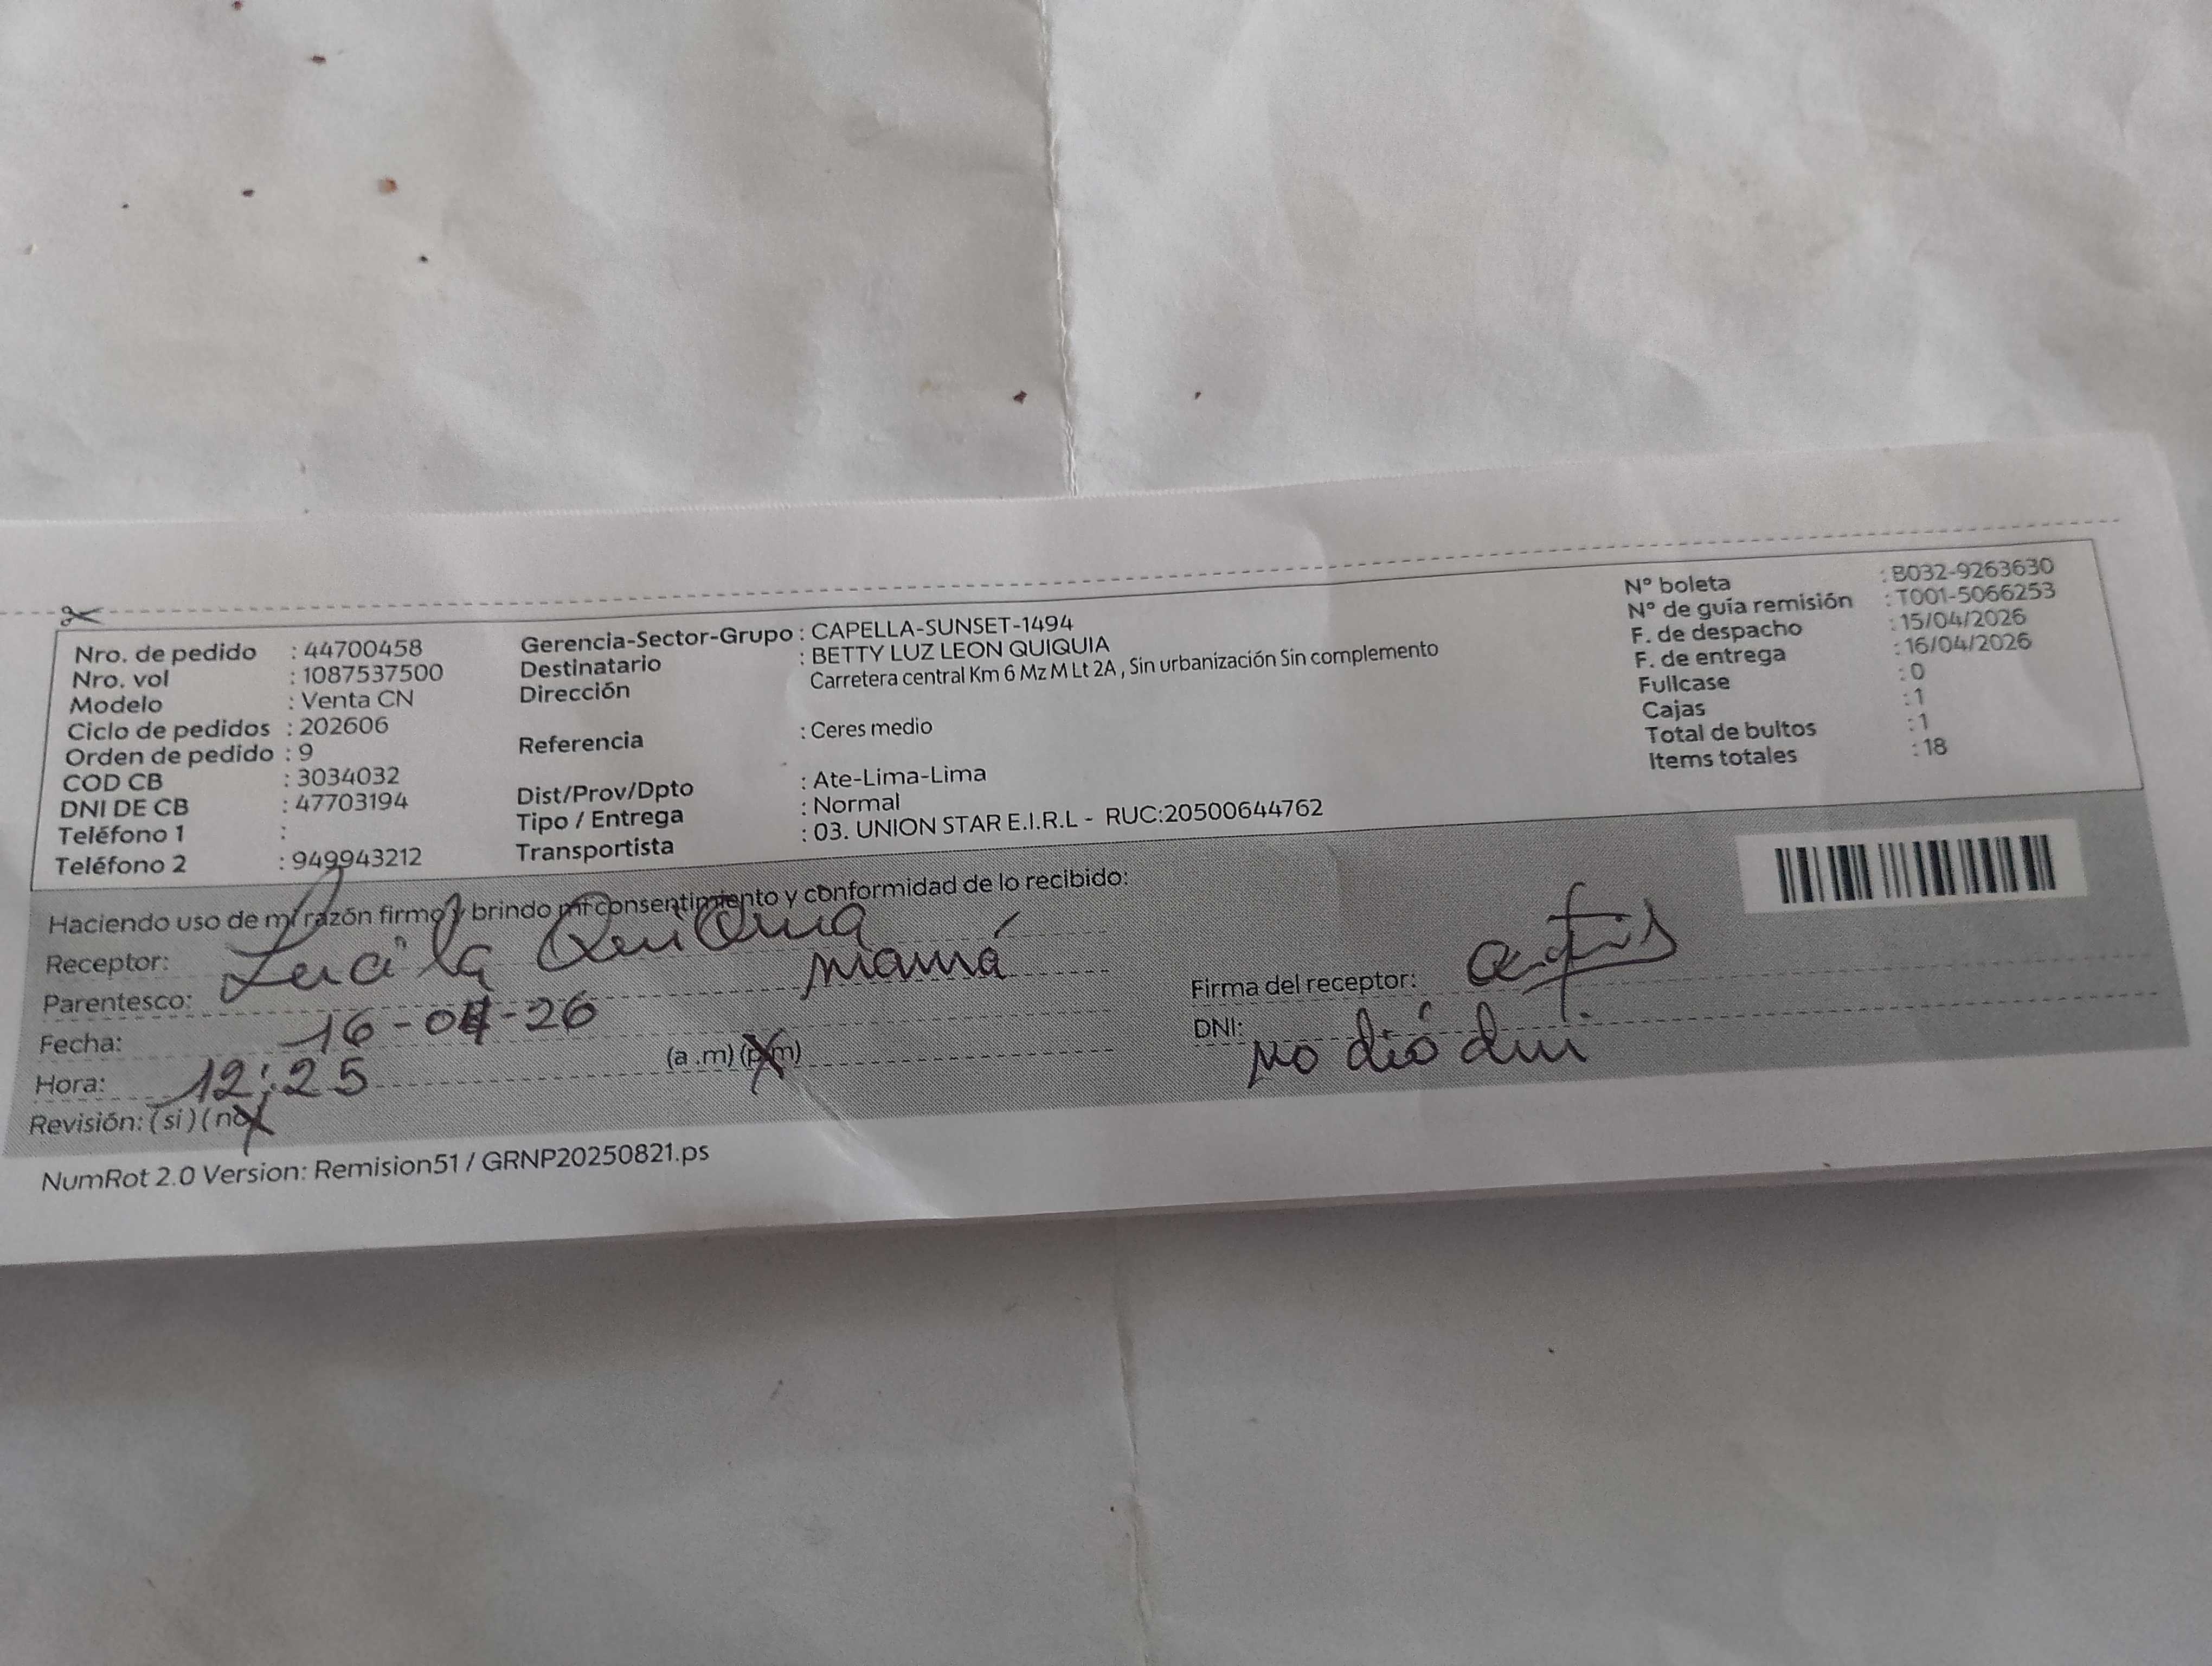 Nro. de pedido : 44700458
Nro. vol : 1087537500
Modelo : Venta CN
Ciclo de pedidos : 202606
Orden de pedido : 9
COD CB : 3034032
DNI DE CB : 47703194
Teléfono 1 :
Teléfono 2 : 949943212
Gerencia-Sector-Grupo : CAPELLA-SUNSET-1494
Destinatario : BETTY LUZ LEON QUIQUIA
Dirección Carretera central Km 6 Mz M Lt 2A , Sin urbanización Sin complemento
Referencia : Ceres medio
Dist/Prov/Dpto : Ate-Lima-Lima
Tipo / Entrega : Normal
Transportista : 03. UNION STAR E.I.R.L - RUC:20500644762
N° boleta : B032-9263630
N° de guía remisión : T001-5066253
F. de despacho : 15/04/2026
F. de entrega : 16/04/2026
Fullcase : 0
Cajas : 1
Total de bultos : 1
Items totales : 18
Haciendo uso de mi razón firmo y brindo mi consentimiento y conformidad de lo recibido:
Receptor: Lucila
Parentesco: mamá
Fecha: 16-04-26
Hora: 12:25 (a .m) (p.m)
Revisión: (si) (no)
Firma del receptor:
DNI: no dió dni
NumRot 2.0 Version: Remision51 / GRNP20250821.ps